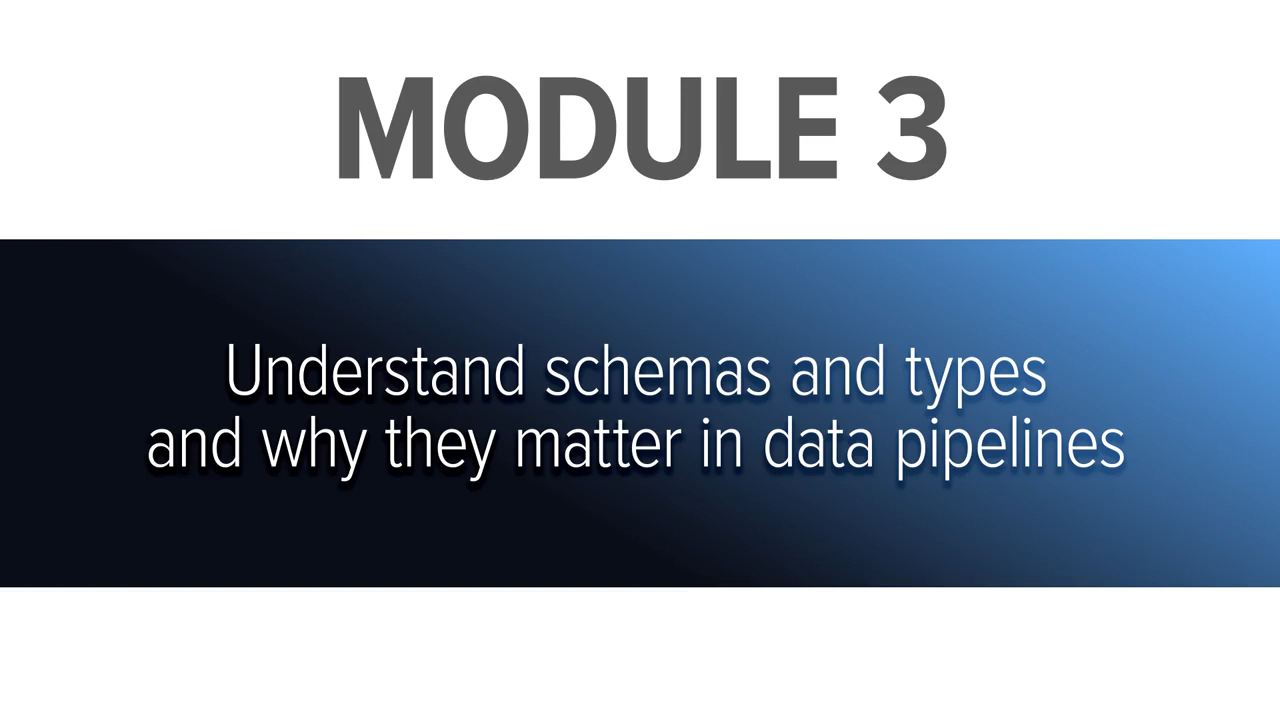 MODULE 3
Understand schemas and types
and why they matter in data pipelines